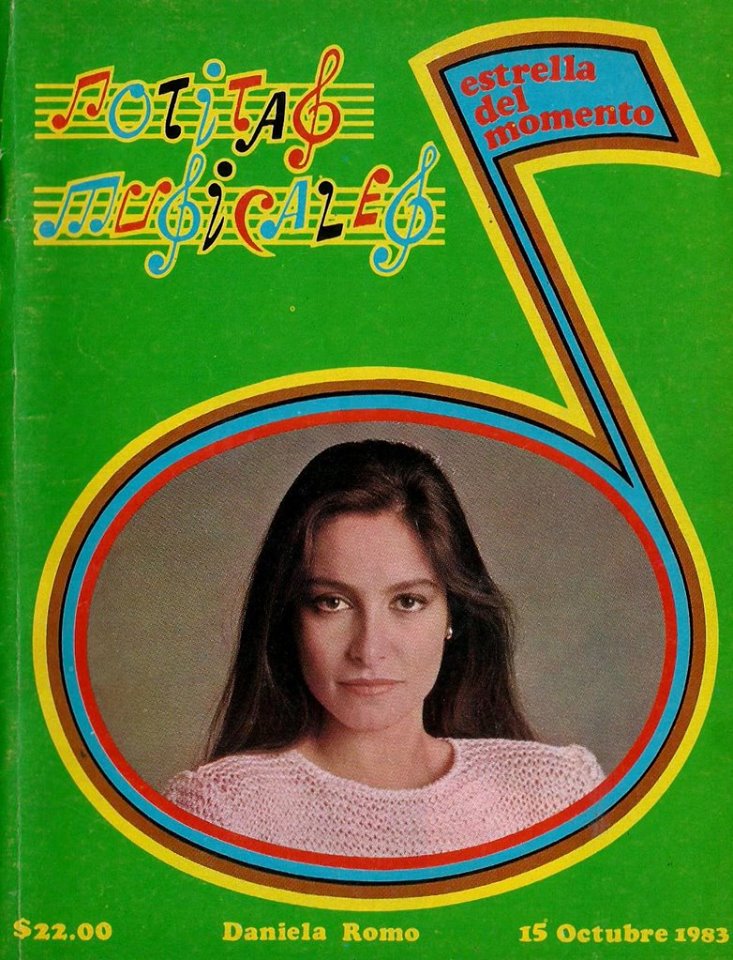 NOTITAS
MUSICALES
estrella
del
momento
$22.00
Daniela Romo
15 Octubre 1983